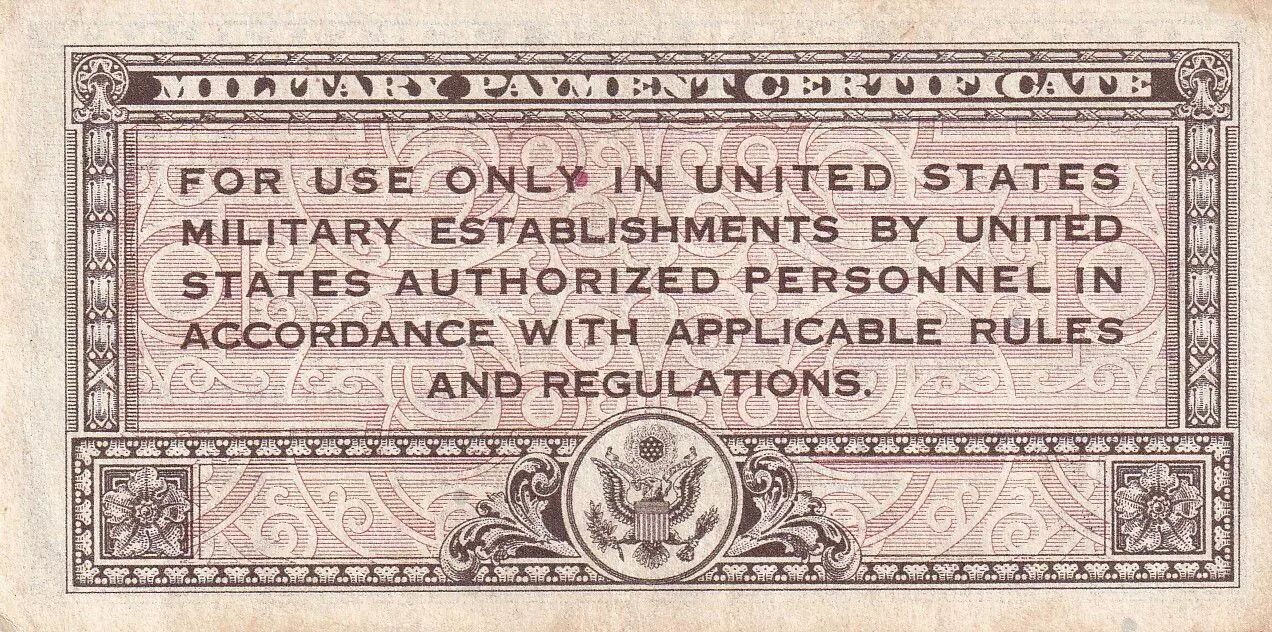 MILITARY PAYMENT CERTIFICATE
FOR USE ONLY IN UNITED STATES
MILITARY ESTABLISHMENTS BY UNITED
STATES AUTHORIZED PERSONNEL IN
ACCORDANCE WITH APPLICABLE RULES
AND REGULATIONS.